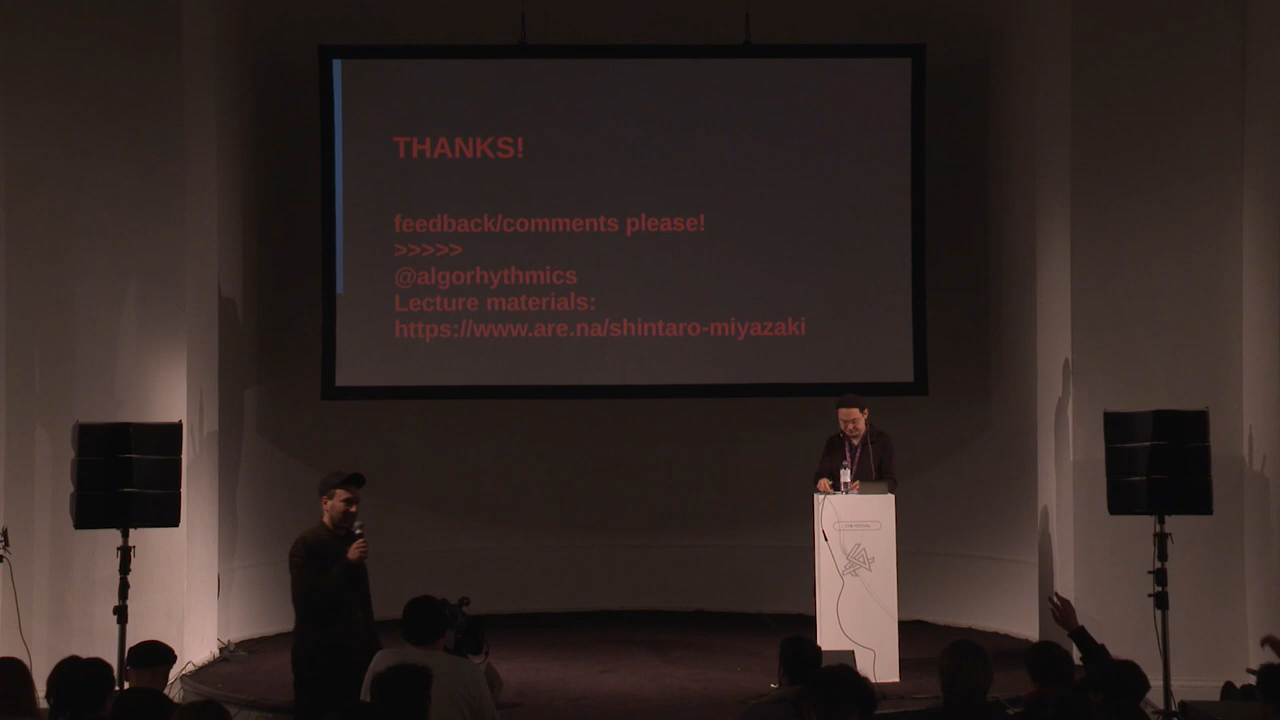 THANKS!
feedback/comments please!
>>>>>
@algorhythmics
Lecture materials:
https://www.are.na/shintaro-miyazaki